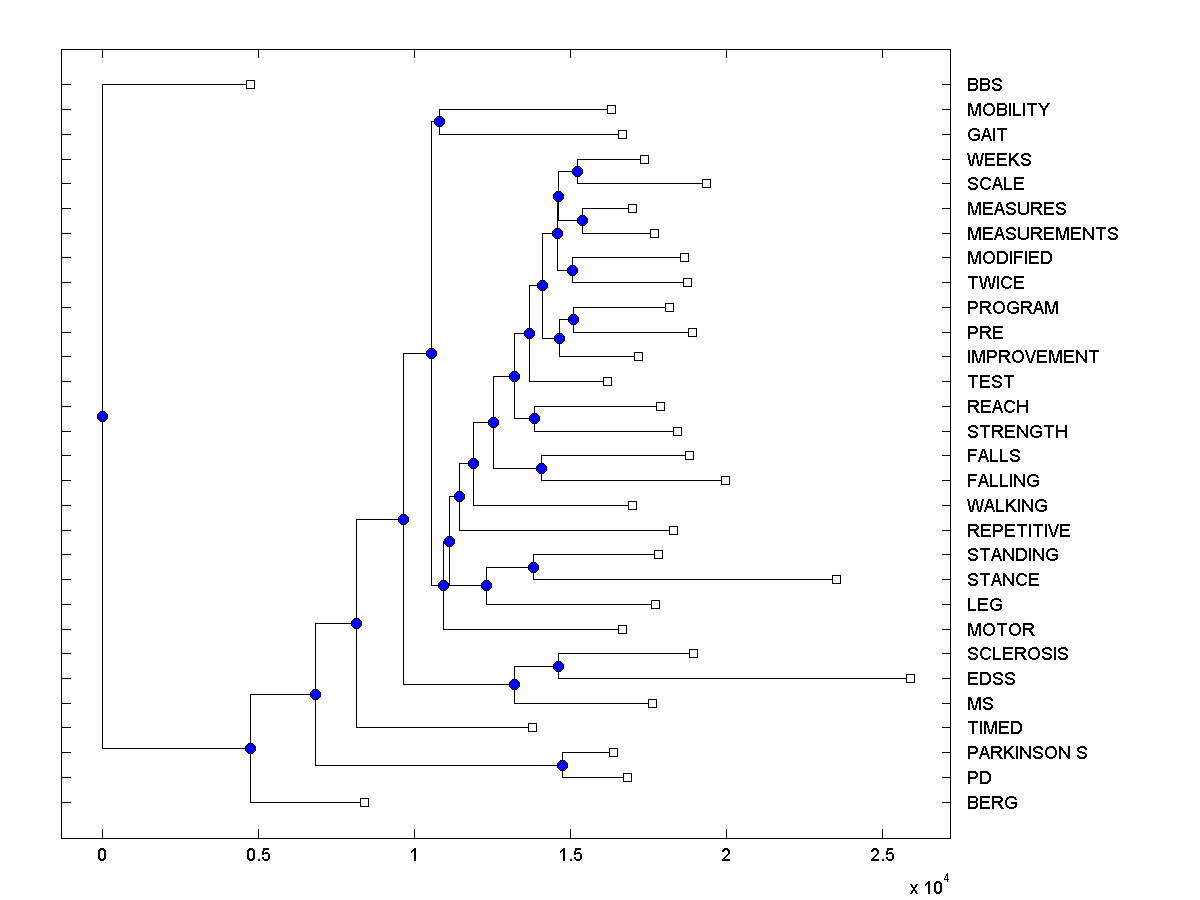 BBS
MOBILITY
GAIT
WEEKS
SCALE
MEASURES
MEASUREMENTS
MODIFIED
TWICE
PROGRAM
PRE
IMPROVEMENT
TEST
REACH
STRENGTH
FALLS
FALLING
WALKING
REPETITIVE
STANDING
STANCE
LEG
MOTOR
SCLEROSIS
EDSS
MS
TIMED
PARKINSON S
PD
BERG
0 0.5 1 1.5 2 2.5
x 10^4